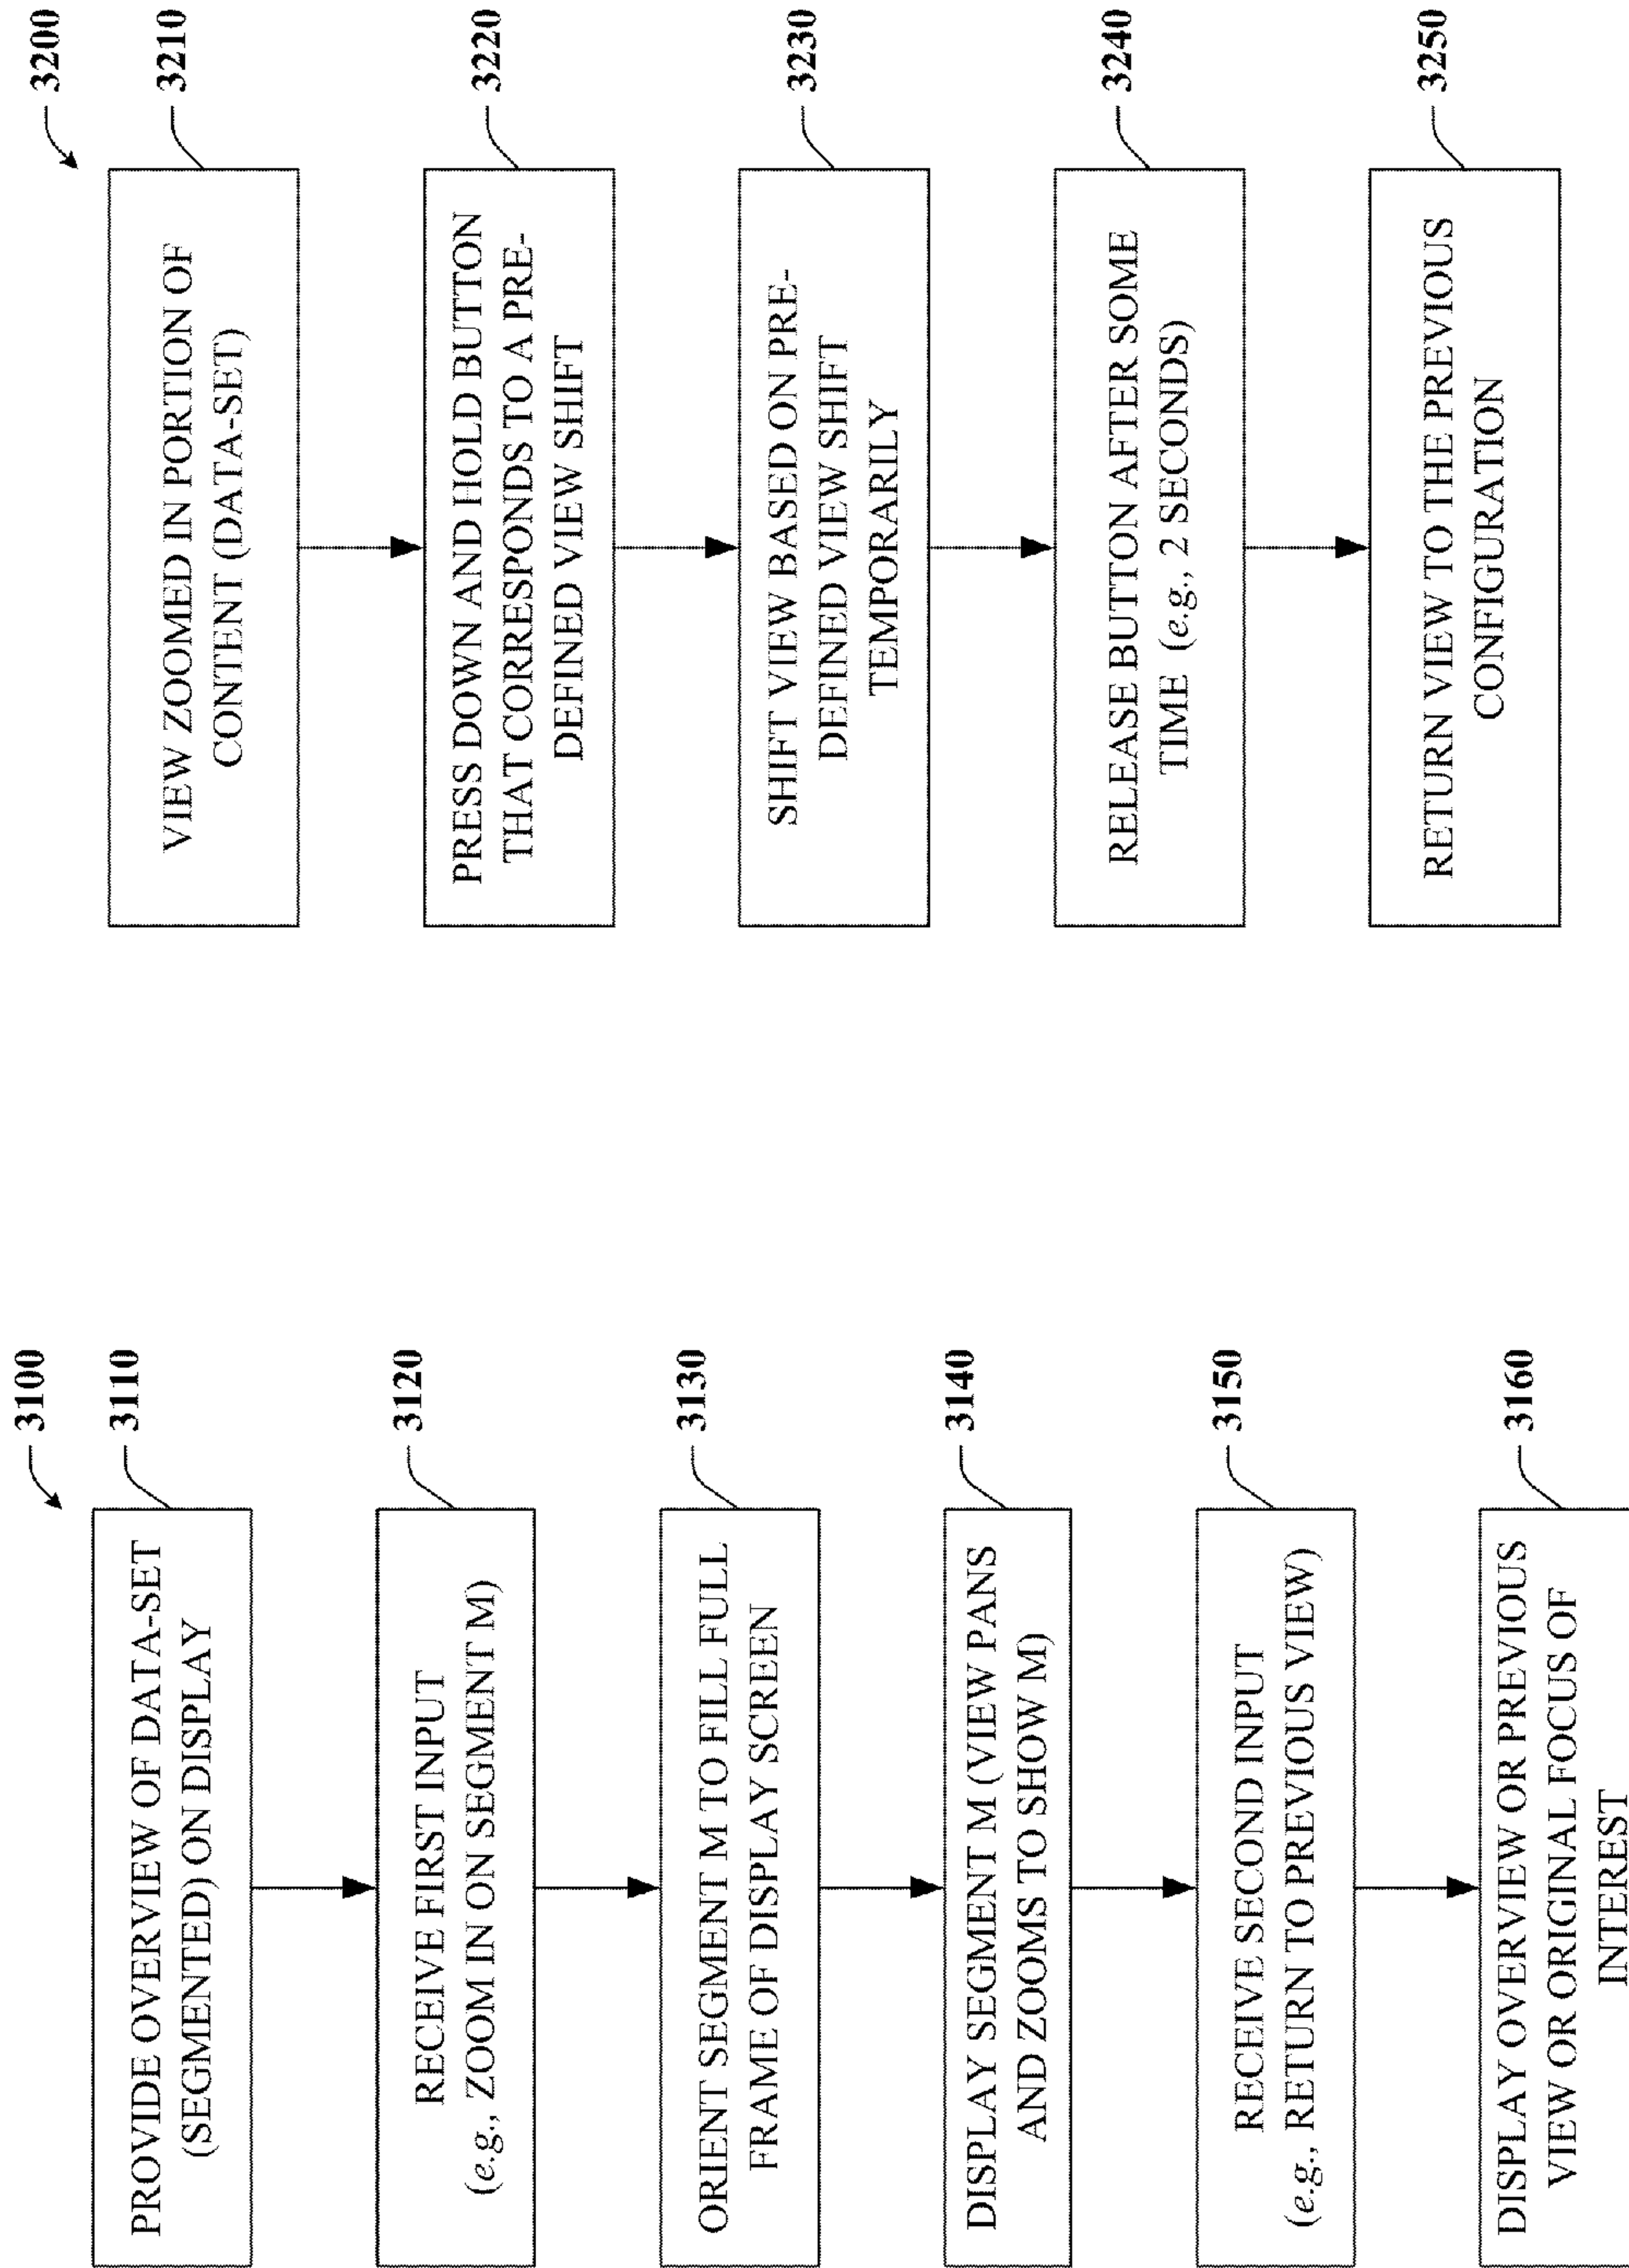 3100
PROVIDE OVERVIEW OF DATA-SET
(SEGMENTED) ON DISPLAY
3110
RECEIVE FIRST INPUT
(e.g., ZOOM IN ON SEGMENT M)
3120
ORIENT SEGMENT M TO FILL FULL
FRAME OF DISPLAY SCREEN
3130
DISPLAY SEGMENT M (VIEW PANS
AND ZOOMS TO SHOW M)
3140
RECEIVE SECOND INPUT
(e.g., RETURN TO PREVIOUS VIEW)
3150
DISPLAY OVERVIEW OR PREVIOUS
VIEW OR ORIGINAL FOCUS OF
INTEREST
3160
3200
VIEW ZOOMED IN PORTION OF
CONTENT (DATA-SET)
3210
PRESS DOWN AND HOLD BUTTON
THAT CORRESPONDS TO A PRE-
DEFINED VIEW SHIFT
3220
SHIFT VIEW BASED ON PRE-
DEFINED VIEW SHIFT
TEMPORARILY
3230
RELEASE BUTTON AFTER SOME
TIME (e.g., 2 SECONDS)
3240
RETURN VIEW TO THE PREVIOUS
CONFIGURATION
3250